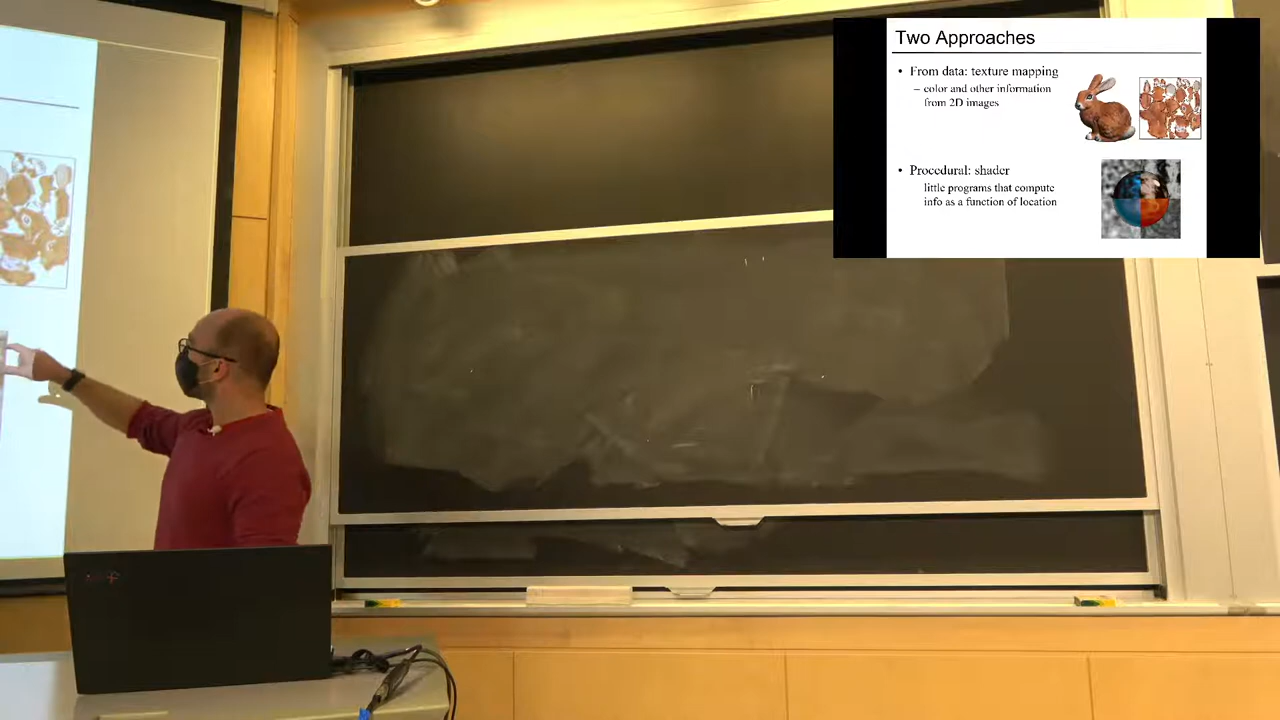 Two Approaches
• From data: texture mapping
– color and other information
from 2D images
• Procedural: shader
little programs that compute
info as a function of location